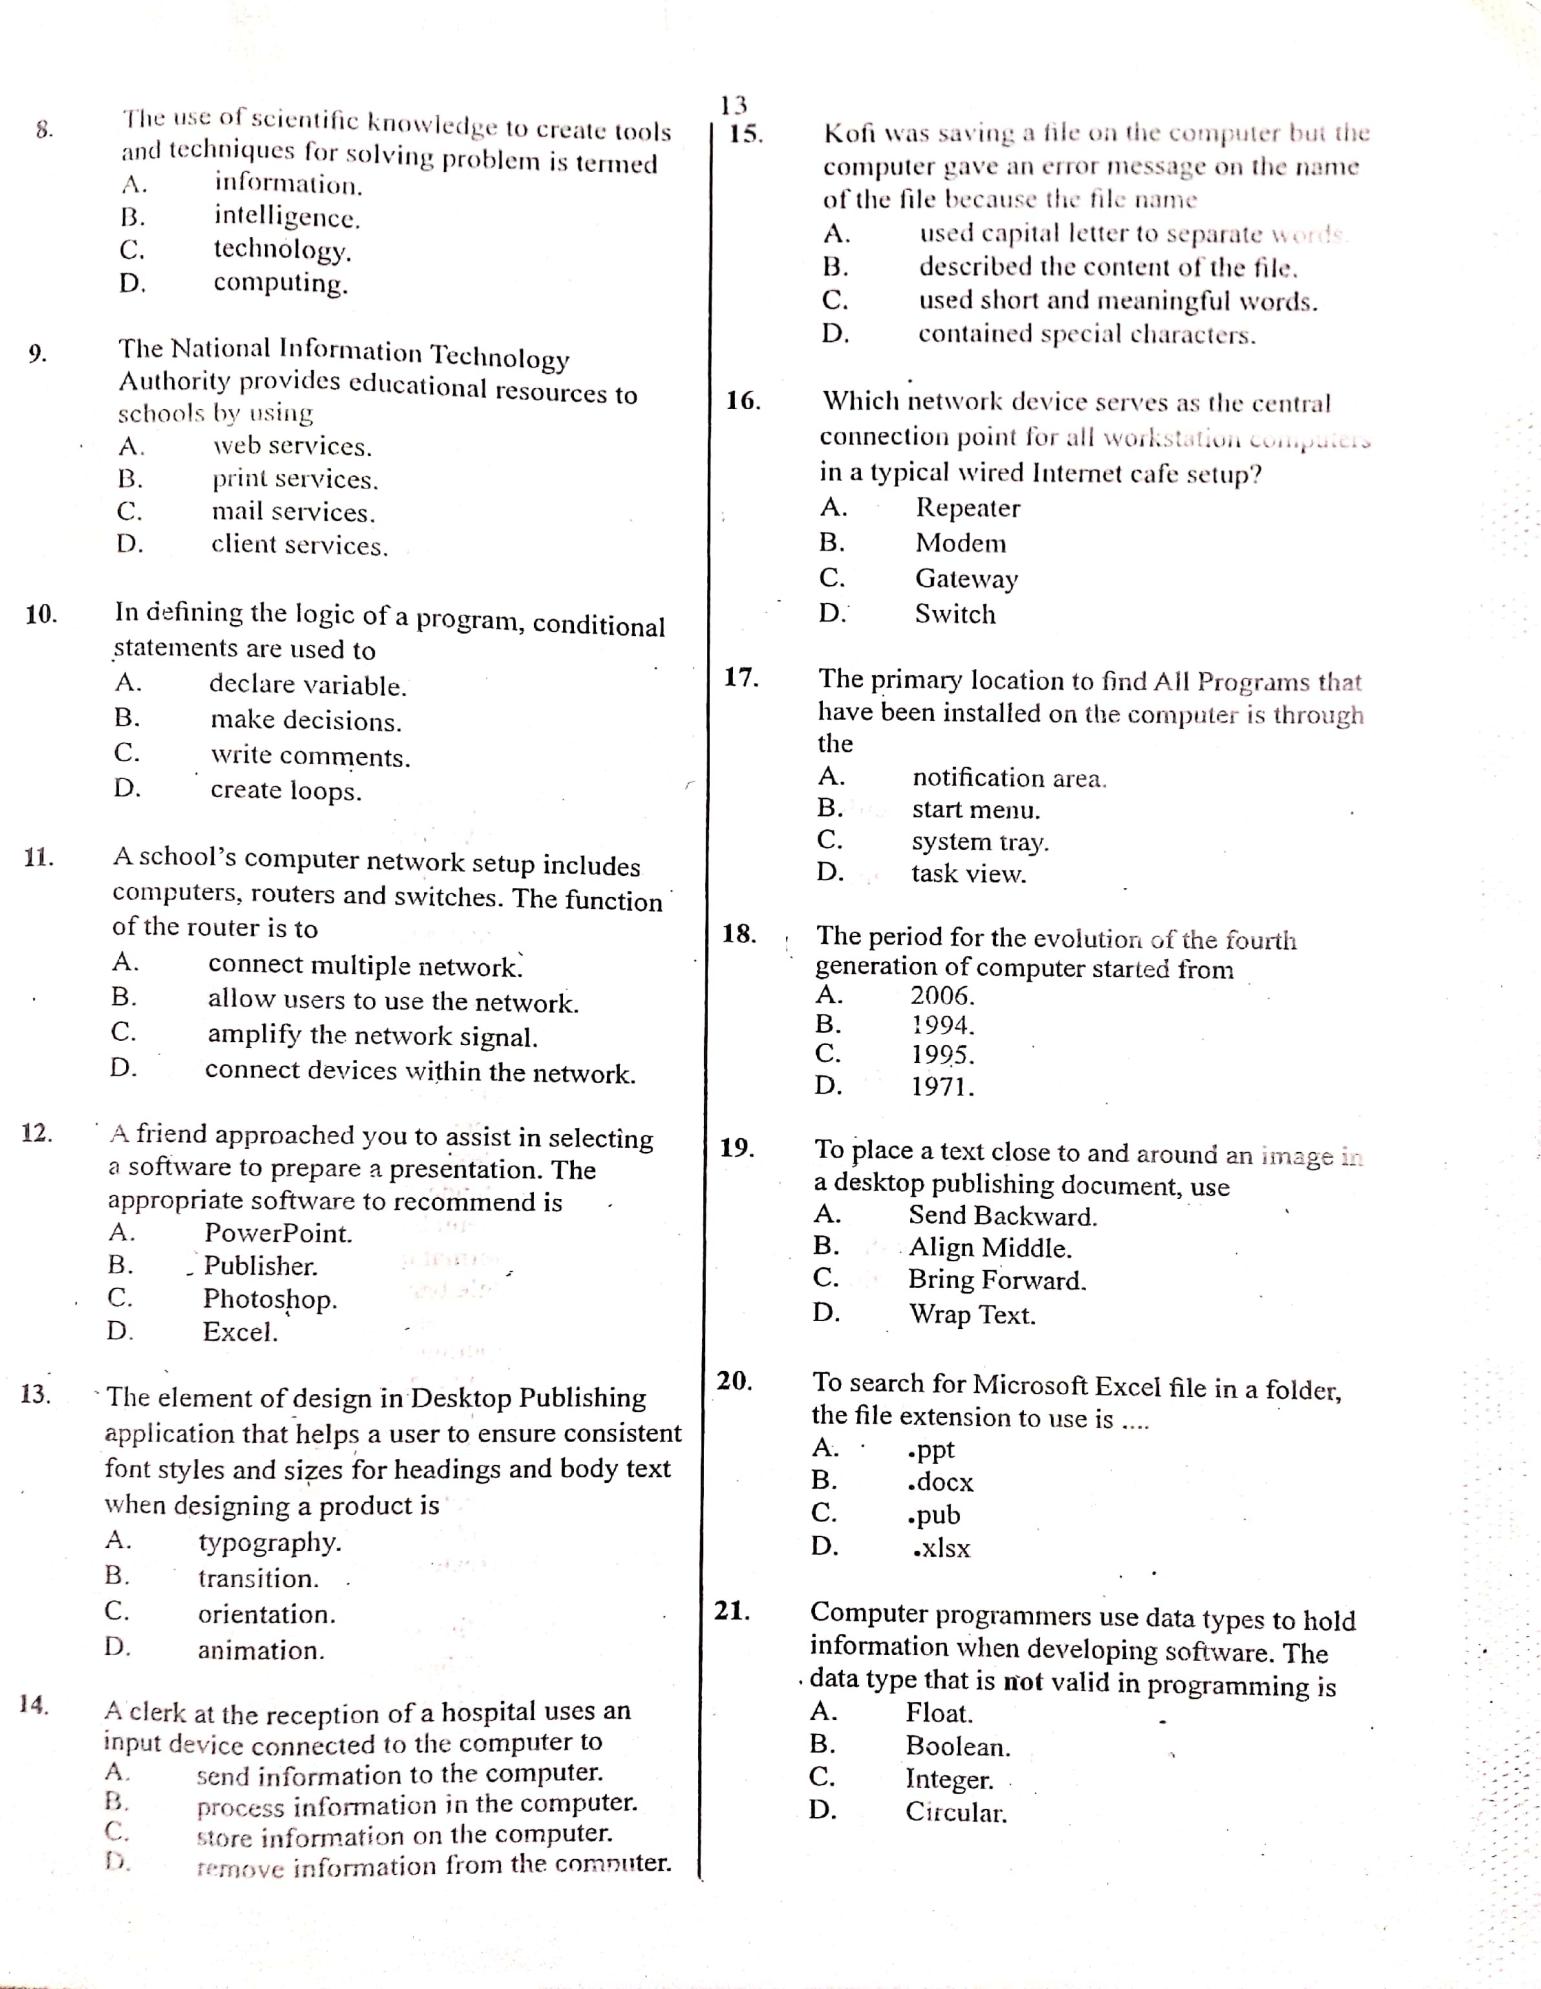 13
8. The use of scientific knowledge to create tools
and techniques for solving problem is termed
A. information.
B. intelligence.
C. technology.
D. computing.
9. The National Information Technology
Authority provides educational resources to
schools by using
A. web services.
B. print services.
C. mail services.
D. client services.
10. In defining the logic of a program, conditional
statements are used to
A. declare variable.
B. make decisions.
C. write comments.
D. create loops.
11. A school's computer network setup includes
computers, routers and switches. The function
of the router is to
A. connect multiple network.
B. allow users to use the network.
C. amplify the network signal.
D. connect devices within the network.
12. A friend approached you to assist in selecting
a software to prepare a presentation. The
appropriate software to recommend is
A. PowerPoint.
B. Publisher.
C. Photoshop.
D. Excel.
13. The element of design in Desktop Publishing
application that helps a user to ensure consistent
font styles and sizes for headings and body text
when designing a product is
A. typography.
B. transition.
C. orientation.
D. animation.
14. A clerk at the reception of a hospital uses an
input device connected to the computer to
A. send information to the computer.
B. process information in the computer.
C. store information on the computer.
D. remove information from the computer.
15. Kofi was saving a file on the computer but the
computer gave an error message on the name
of the file because the file name
A. used capital letter to separate words.
B. described the content of the file.
C. used short and meaningful words.
D. contained special characters.
16. Which network device serves as the central
connection point for all workstation computers
in a typical wired Internet cafe setup?
A. Repeater
B. Modem
C. Gateway
D. Switch
17. The primary location to find All Programs that
have been installed on the computer is through
the
A. notification area.
B. start menu.
C. system tray.
D. task view.
18. The period for the evolution of the fourth
generation of computer started from
A. 2006.
B. 1994.
C. 1995.
D. 1971.
19. To place a text close to and around an image in
a desktop publishing document, use
A. Send Backward.
B. Align Middle.
C. Bring Forward.
D. Wrap Text.
20. To search for Microsoft Excel file in a folder,
the file extension to use is ....
A. .ppt
B. .docx
C. .pub
D. .xlsx
21. Computer programmers use data types to hold
information when developing software. The
data type that is not valid in programming is
A. Float.
B. Boolean.
C. Integer.
D. Circular.